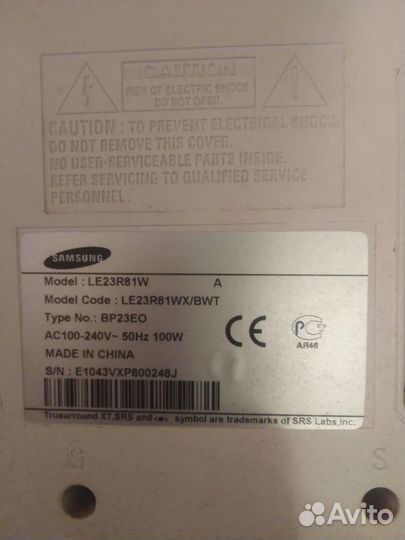 CAUTION
RISK OF ELECTRIC SHOCK.
DO NOT OPEN.
CAUTION : TO PREVENT ELECTRICAL SHOCK,
DO NOT REMOVE THIS COVER.
NO USER-SERVICEABLE PARTS INSIDE.
REFER SERVICING TO QUALIFIED SERVICE
PERSONNEL.
SAMSUNG
Model : LE23R81W A
Model Code : LE23R81WX/BWT
Type No.: BP23EO
AC100-240V~ 50Hz 100W
MADE IN CHINA
S/N : E1043VXP800248J
CE
АЯ46
Trusurround XT, SRS and symbol are trademarks of SRS Labs,Inc.
S S
Avito